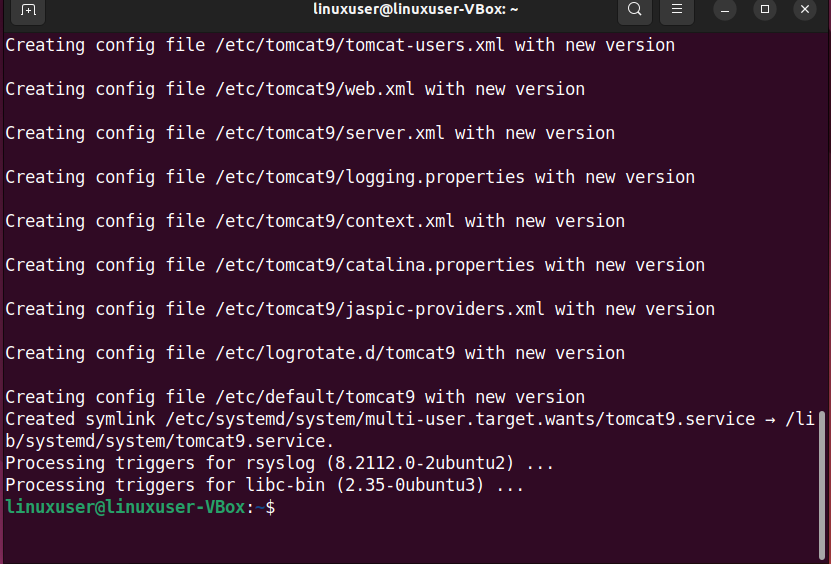 linuxuser@linuxuser-VBox: ~
Creating config file /etc/tomcat9/tomcat-users.xml with new version
Creating config file /etc/tomcat9/web.xml with new version
Creating config file /etc/tomcat9/server.xml with new version
Creating config file /etc/tomcat9/logging.properties with new version
Creating config file /etc/tomcat9/context.xml with new version
Creating config file /etc/tomcat9/catalina.properties with new version
Creating config file /etc/tomcat9/jaspic-providers.xml with new version
Creating config file /etc/logrotate.d/tomcat9 with new version
Creating config file /etc/default/tomcat9 with new version
Created symlink /etc/systemd/system/multi-user.target.wants/tomcat9.service → /li
b/systemd/system/tomcat9.service.
Processing triggers for rsyslog (8.2112.0-2ubuntu2) ...
Processing triggers for libc-bin (2.35-0ubuntu3) ...
linuxuser@linuxuser-VBox:~$